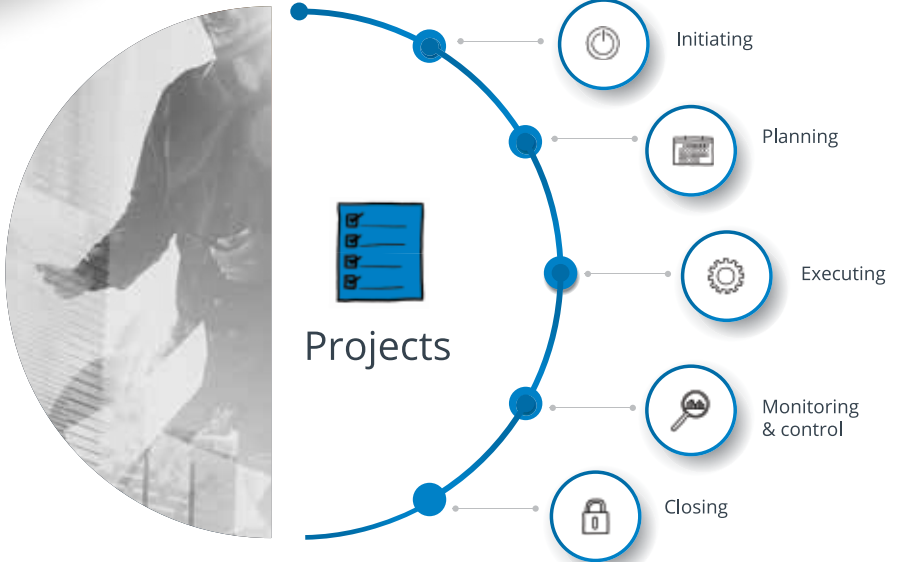 Initiating
Planning
Executing
Projects
Monitoring
& control
Closing